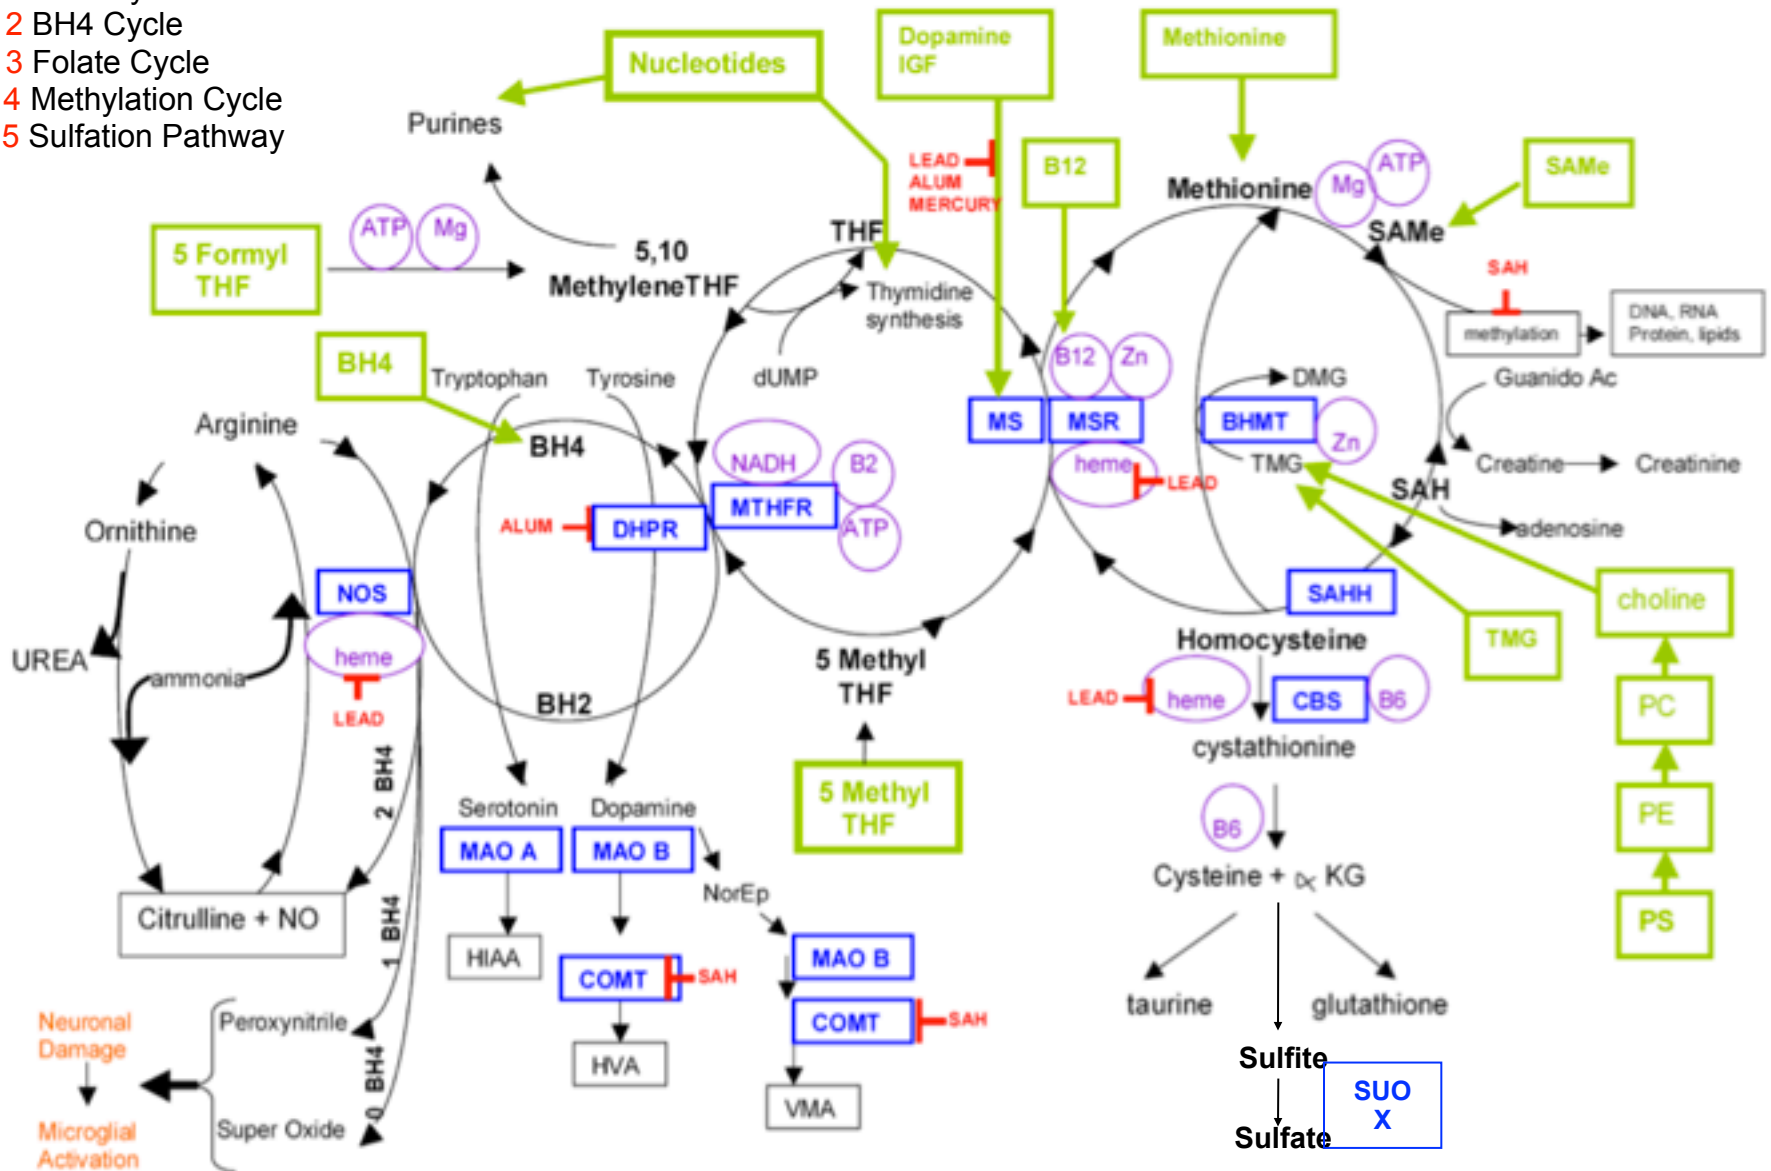 2 BH4 Cycle
3 Folate Cycle
4 Methylation Cycle
5 Sulfation Pathway
Nucleotides
Dopamine
IGF
Methionine
Purines
LEAD
ALUM
MERCURY
B12
Methionine
Mg
ATP
SAMe
SAMe
5 Formyl
THF
ATP
Mg
5,10
MethyleneTHF
THF
Thymidine
synthesis
SAH
methylation
DNA, RNA
Protein, lipids
BH4
Tryptophan
Tyrosine
dUMP
B12
Zn
DMG
Guanido Ac
Arginine
BH4
MS
MSR
BHMT
Zn
NADH
B2
heme
LEAD
TMG
Creatine
Creatinine
SAH
MTHFR
ATP
Ornithine
ALUM
DHPR
adenosine
NOS
SAHH
choline
heme
UREA
ammonia
LEAD
5 Methyl
THF
Homocysteine
TMG
BH2
LEAD
heme
CBS
B6
PC
cystathionine
2 BH4
5 Methyl
THF
Serotonin
Dopamine
B6
PE
MAO A
MAO B
NorEp
Cysteine + ∝ KG
Citrulline + NO
1 BH4
PS
HIAA
MAO B
COMT
SAH
taurine
glutathione
Neuronal
Damage
Peroxynitrile
COMT
SAH
HVA
Sulfite
0 BH4
VMA
SUO
X
Microglial
Activation
Super Oxide
Sulfate